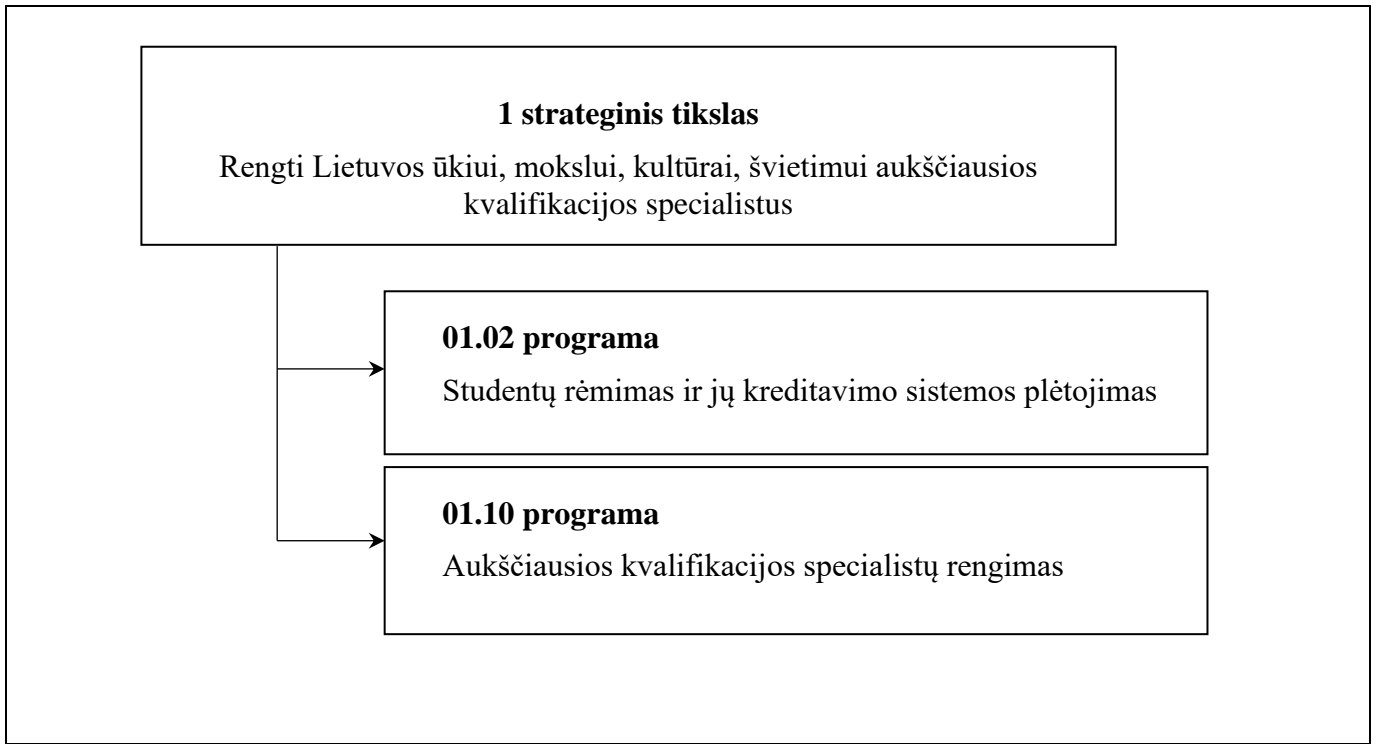 1 strateginis tikslas
Rengti Lietuvos ūkiui, mokslui, kultūrai, švietimui aukščiausios
kvalifikacijos specialistus
01.02 programa
Studentų rėmimas ir jų kreditavimo sistemos plėtojimas
01.10 programa
Aukščiausios kvalifikacijos specialistų rengimas